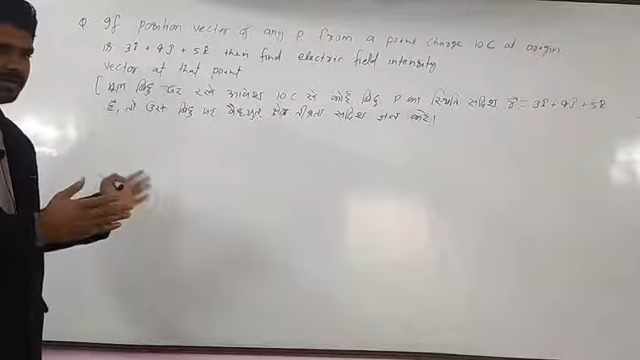 Q If position vector of any P from a point charge 10C at origin
is 3î + 4ĵ + 5k̂ then find electric field intensity
vector at that point
[ मूल बिंदु पर रखे आवेश 10C से कोई बिंदु P का स्थिति सदिश r⃗ = 3î + 4ĵ + 5k̂
है, तो उस बिंदु पर वैद्युत क्षेत्र तीव्रता सदिश ज्ञात करें।